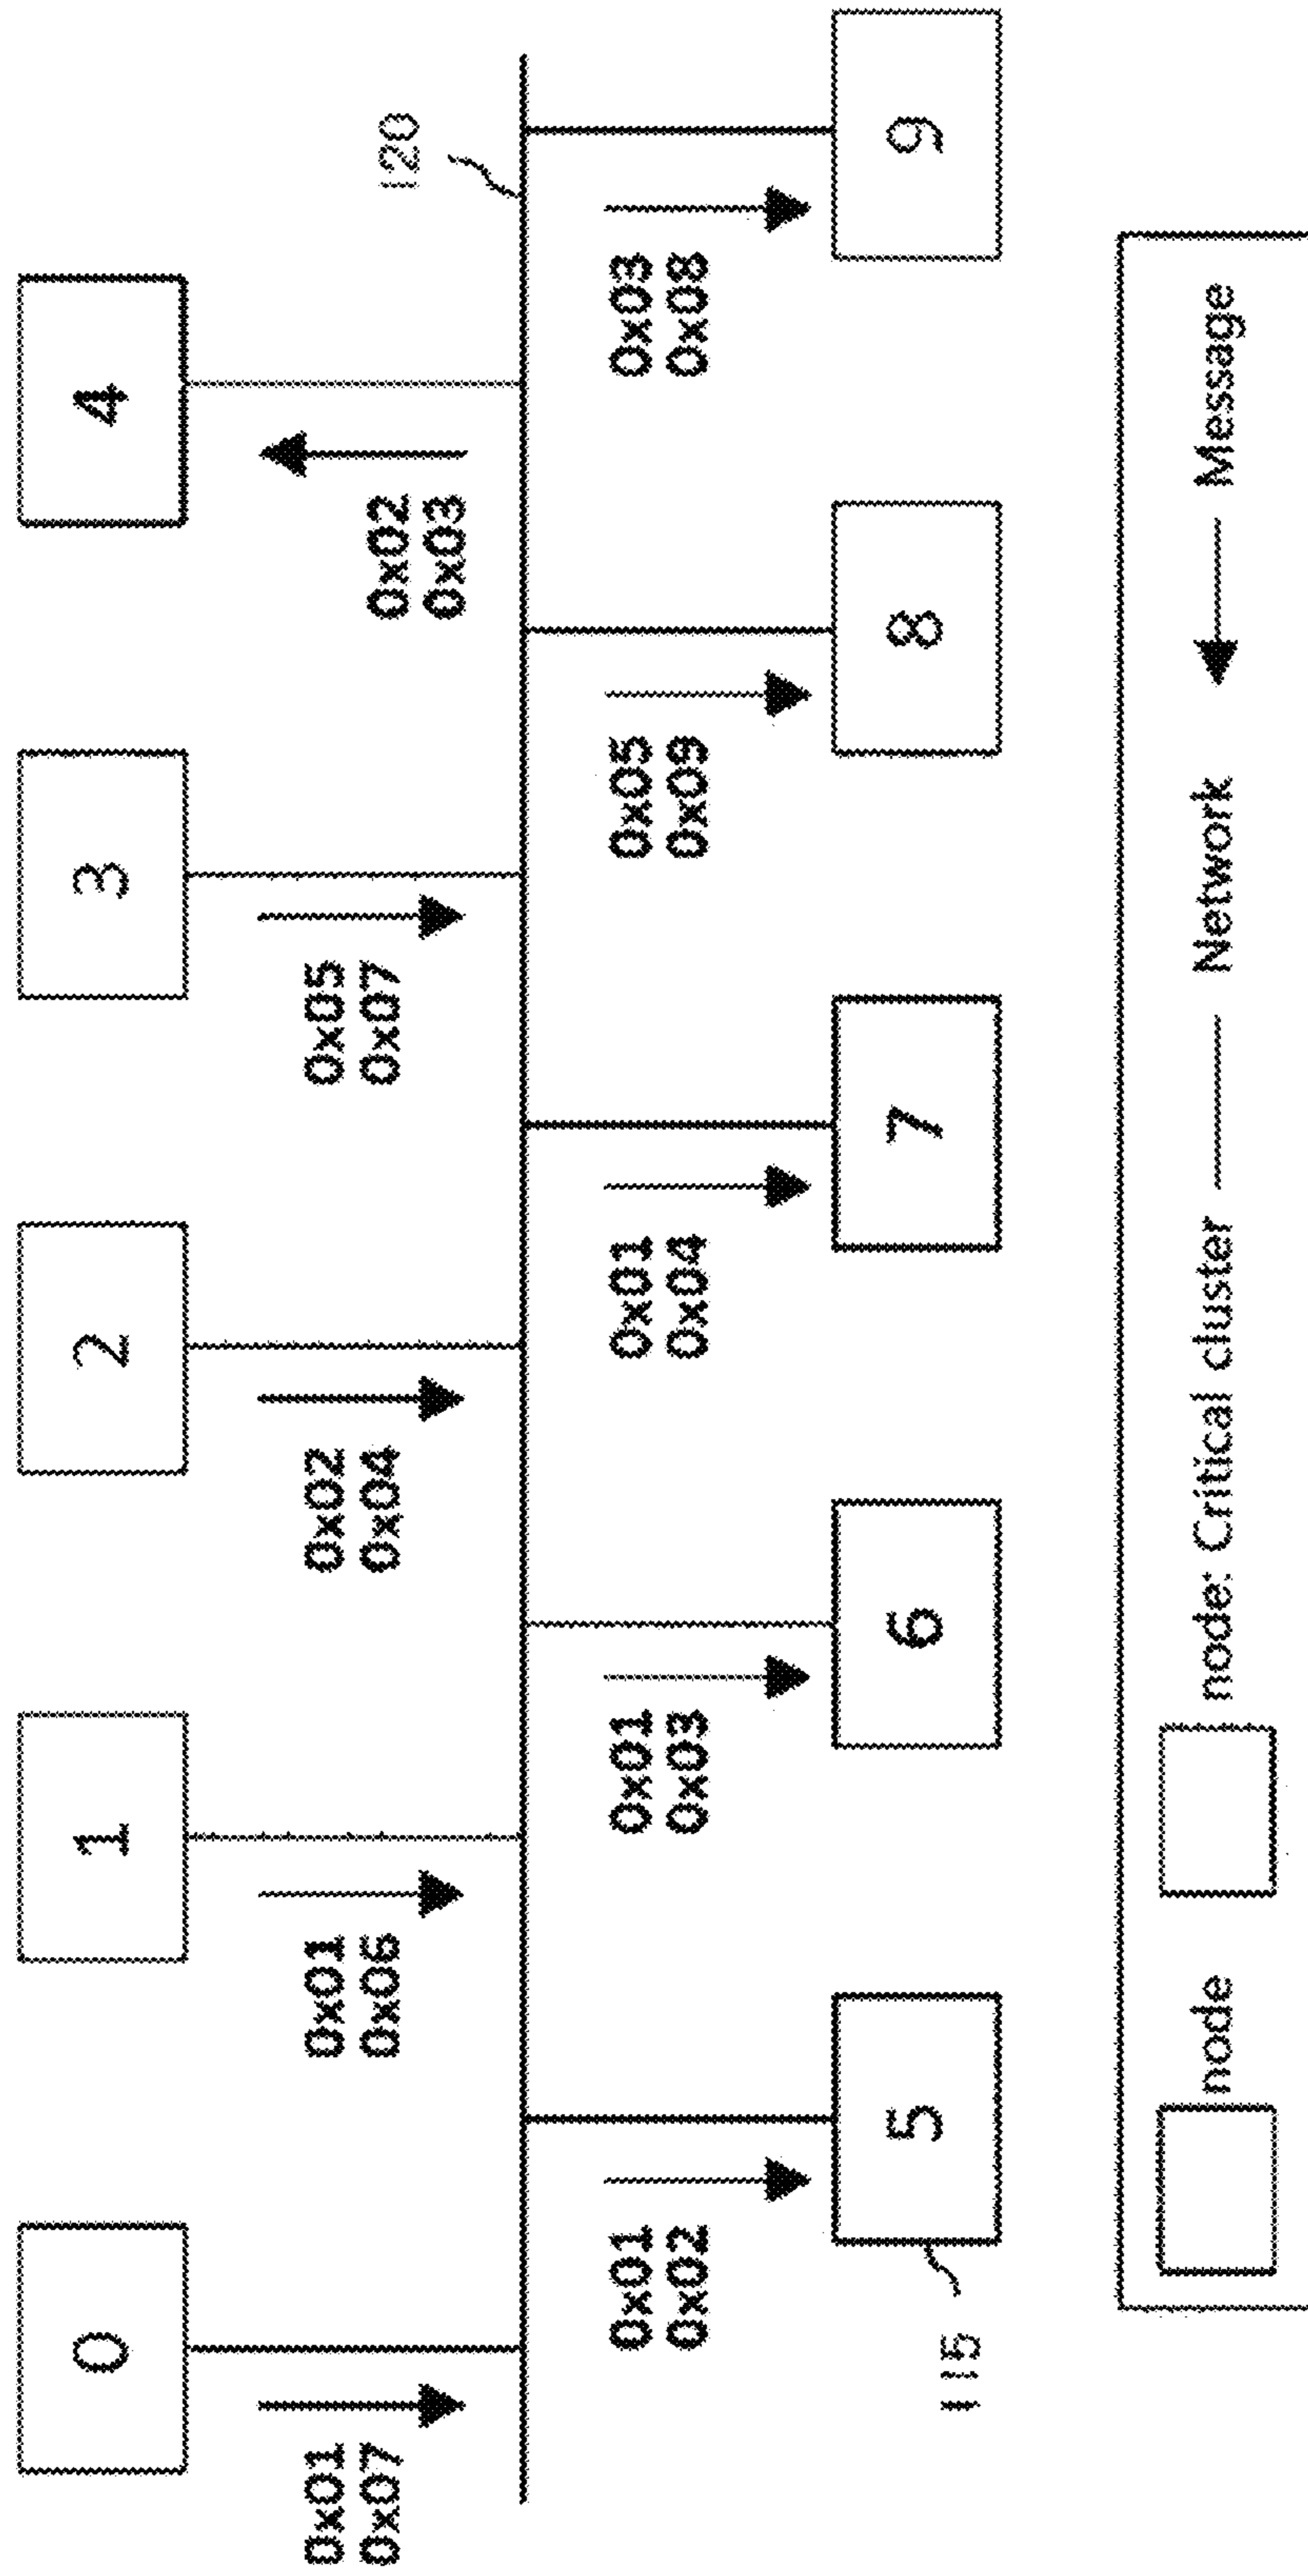 0
1
2
3
4
0x01
0x07
0x01
0x06
0x02
0x04
0x05
0x07
0x02
0x03
120
0x01
0x02
0x01
0x03
0x01
0x04
0x05
0x09
0x03
0x08
5
6
7
8
9
115
node
node: Critical cluster
Network
Message